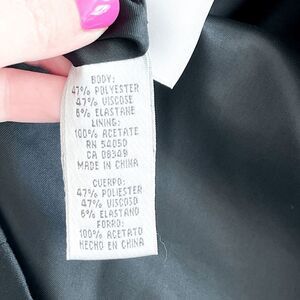 BODY:
47% POLYESTER
47% VISCOSE
6% ELASTANE
LINING:
100% ACETATE
RN 54050
CA 08349
MADE IN CHINA
CUERPO:
47% POLIESTER
47% VISCOSO
6% ELASTANO
FORRO:
100% ACETATO
HECHO EN CHINA